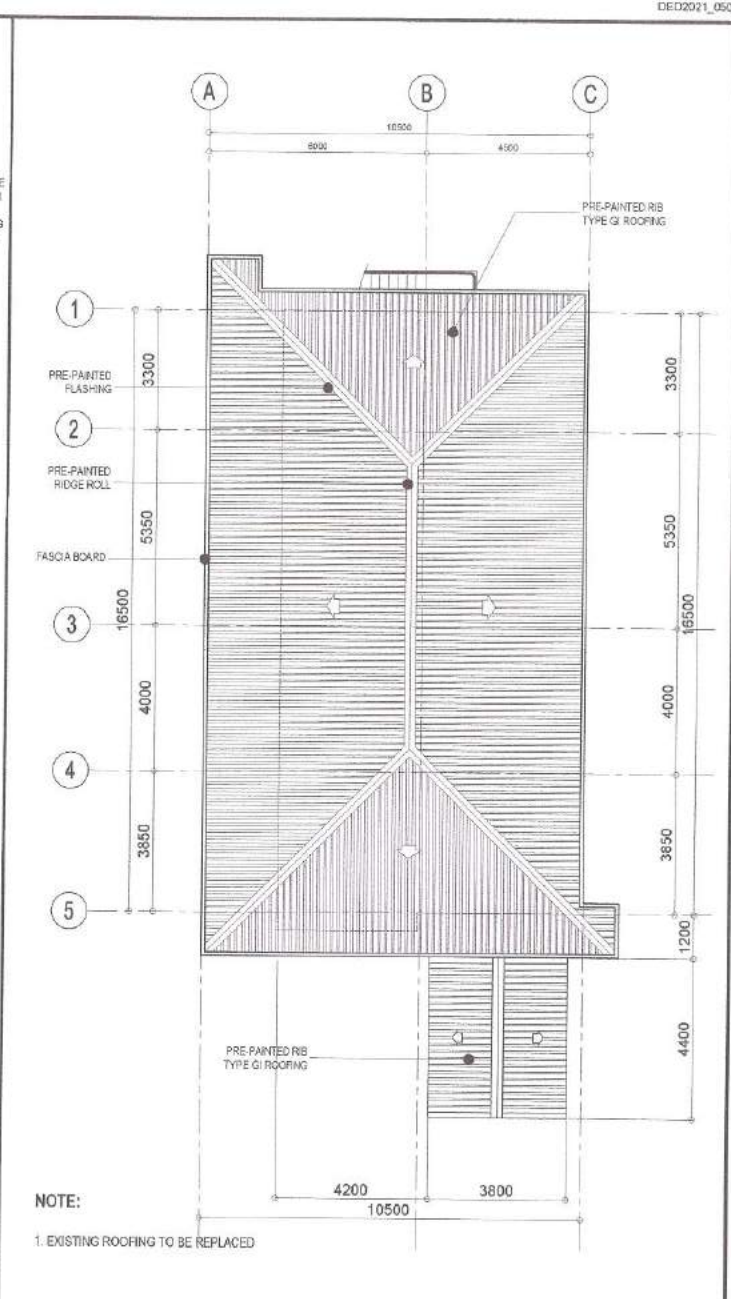 DED2021_050
A
B
C
10500
6000
4500
PRE-PAINTED RIB
TYPE GI ROOFING
1
3300
3300
PRE-PAINTED
FLASHING
2
PRE-PAINTED
RIDGE ROLL
5350
5350
FASCIA BOARD
16500
16500
3
4000
4000
4
3850
3850
5
1200
PRE-PAINTED RIB
TYPE GI ROOFING
4400
4200
3800
10500
NOTE:
1. EXISTING ROOFING TO BE REPLACED